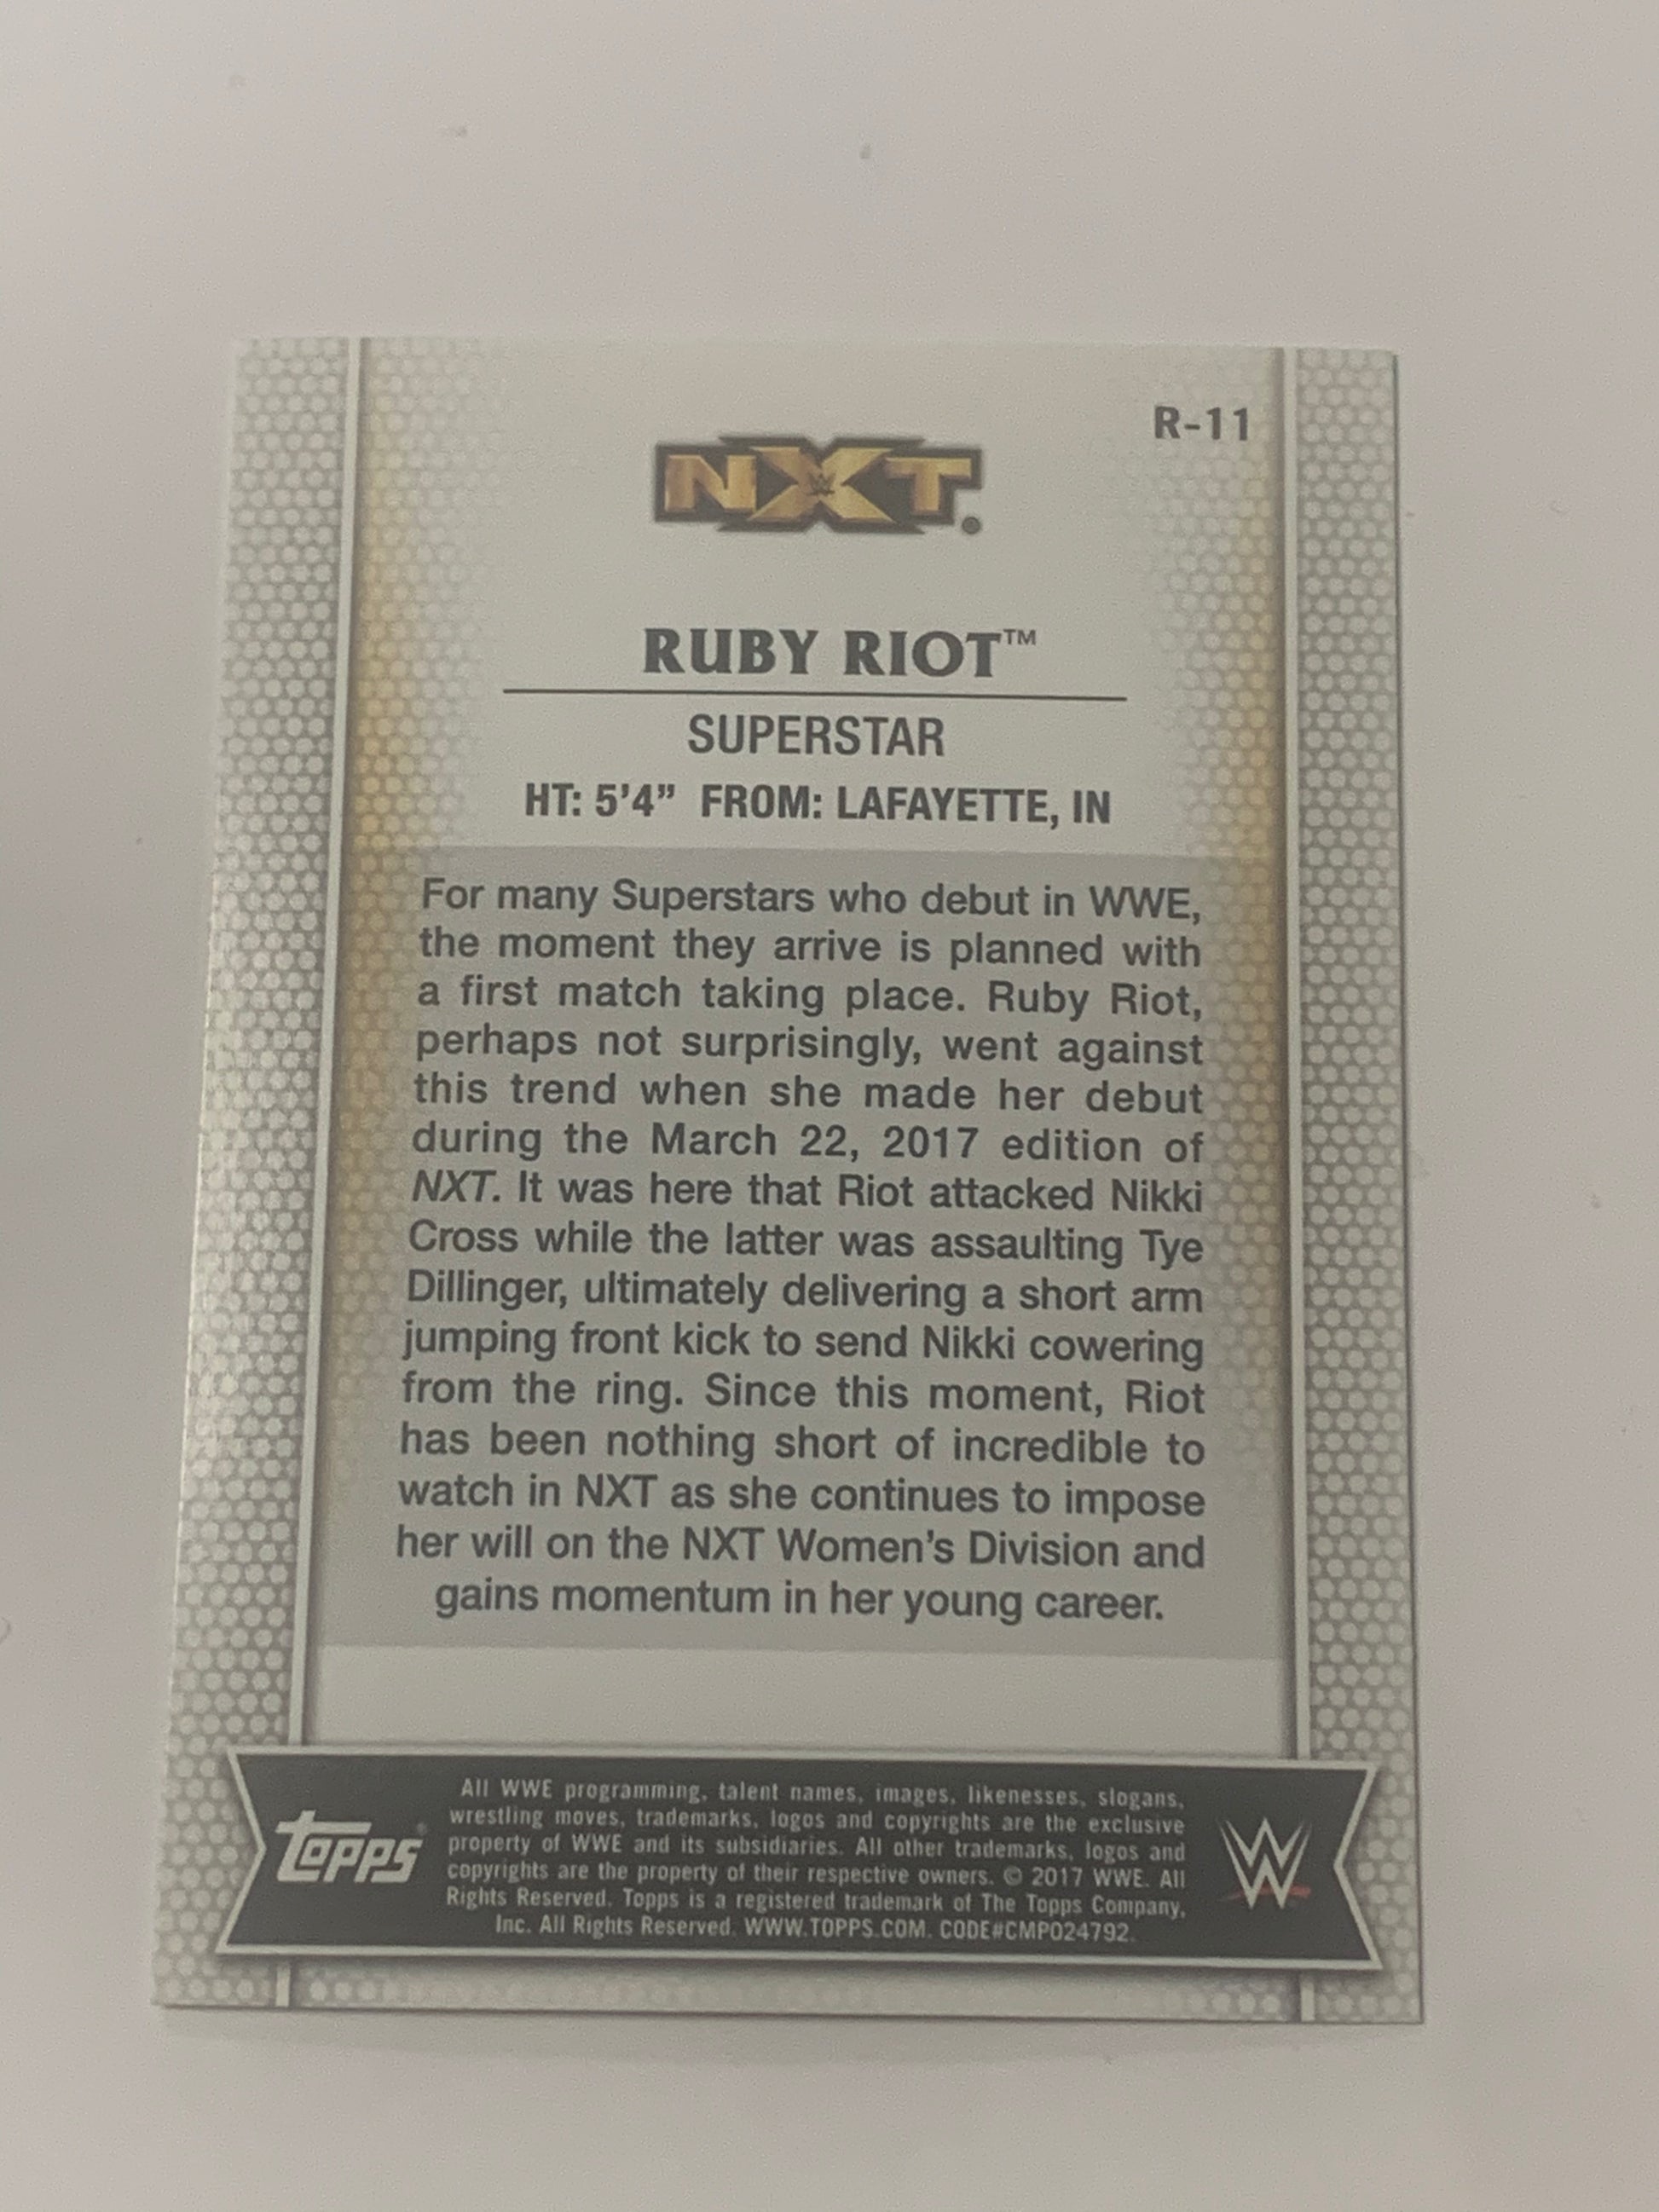 R-11
NXT
RUBY RIOT™
SUPERSTAR
HT: 5'4” FROM: LAFAYETTE, IN
For many Superstars who debut in WWE,
the moment they arrive is planned with
a first match taking place. Ruby Riot,
perhaps not surprisingly, went against
this trend when she made her debut
during the March 22, 2017 edition of
NXT. It was here that Riot attacked Nikki
Cross while the latter was assaulting Tye
Dillinger, ultimately delivering a short arm
jumping front kick to send Nikki cowering
from the ring. Since this moment, Riot
has been nothing short of incredible to
watch in NXT as she continues to impose
her will on the NXT Women's Division and
gains momentum in her young career.
topps®
All WWE programming, talent names, images, likenesses, slogans,
wrestling moves, trademarks, logos and copyrights are the exclusive
property of WWE and its subsidiaries. All other trademarks, logos and
copyrights are the property of their respective owners. © 2017 WWE. All
Rights Reserved. Topps is a registered trademark of The Topps Company,
Inc. All Rights Reserved. WWW.TOPPS.COM. CODE#CMP024792.
W